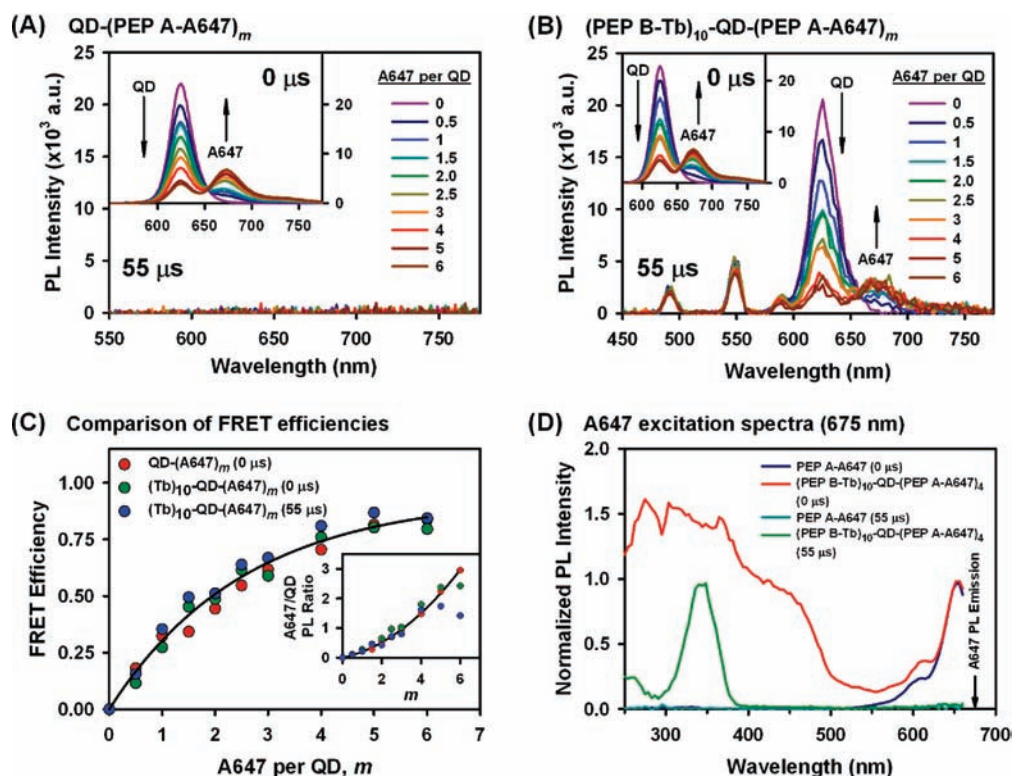 (A) QD-(PEP A-A647)m
PL Intensity (x10³ a.u.)
25
20
15
10
5
0
0 µs
QD
A647
20
10
0
600 650 700 750
A647 per QD
0
0.5
1
1.5
2.0
2.5
3
4
5
6
55 µs
550 600 650 700 750
Wavelength (nm)
(B) (PEP B-Tb)10-QD-(PEP A-A647)m
PL Intensity (x10³ a.u.)
25
20
15
10
5
0
0 µs
QD
A647
20
10
0
600 650 700 750
QD
A647
A647 per QD
0
0.5
1
1.5
2.0
2.5
3
4
5
6
55 µs
450 500 550 600 650 700 750
Wavelength (nm)
(C) Comparison of FRET efficiencies
FRET Efficiency
1.00
0.75
0.50
0.25
0.00
QD-(A647)m (0 µs)
(Tb)10-QD-(A647)m (0 µs)
(Tb)10-QD-(A647)m (55 µs)
A647/QD
PL Ratio
3
2
1
0
0 2 4 6
m
0 1 2 3 4 5 6 7
A647 per QD, m
(D) A647 excitation spectra (675 nm)
Normalized PL Intensity
2.0
1.5
1.0
0.5
0.0
PEP A-A647 (0 µs)
(PEP B-Tb)10-QD-(PEP A-A647)4
(0 µs)
PEP A-A647 (55 µs)
(PEP B-Tb)10-QD-(PEP A-A647)4
(55 µs)
A647 PL Emission
300 400 500 600 700
Wavelength (nm)